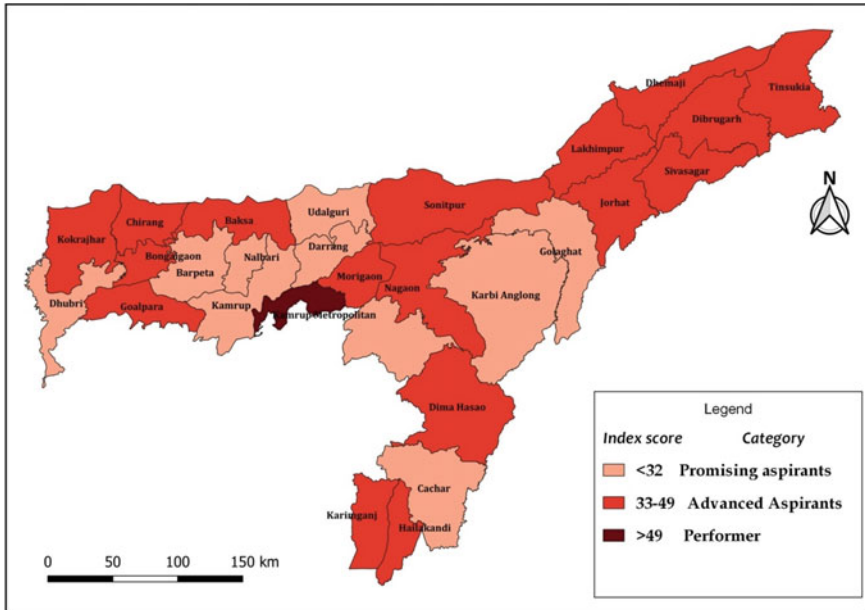 Dhemaji
Tinsukia
Dibrugarh
Lakhimpur
Sivasagar
N
Udalguri
Sonitpur
Jorhat
Chirang
Baksa
Kokrajhar
Darrang
Golaghat
Bongaigaon
Nalbari
Barpeta
Morigaon
Nagaon
Karbi Anglong
Dhubri
Goalpara
Kamrup
Kamrup Metropolitan
Dima Hasao
Legend
Index score Category
<32 Promising aspirants
33-49 Advanced Aspirants
>49 Performer
Cachar
Karimganj
Hailakandi
0 50 100 150 km